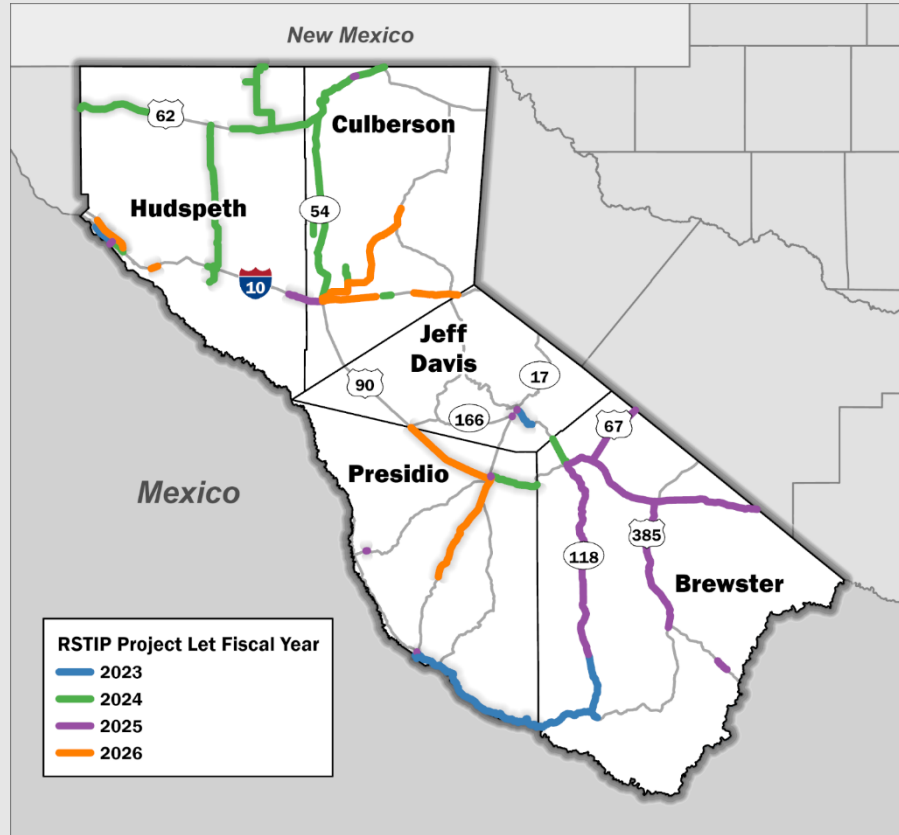 New Mexico
62
Culberson
Hudspeth
54
10
Jeff
Davis
17
90
166
67
Presidio
Mexico
385
118
Brewster
RSTIP Project Let Fiscal Year
2023
2024
2025
2026